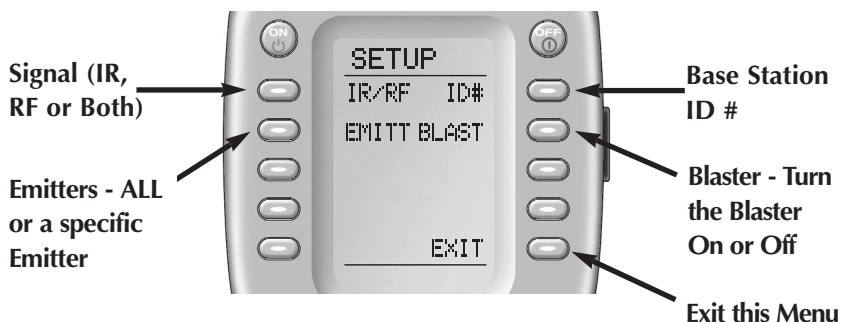 ON
OFF
Signal (IR,
RF or Both)
SETUP
IR/RF ID#
EMITT BLAST
EXIT
Base Station
ID #
Emitters - ALL
or a specific
Emitter
Blaster - Turn
the Blaster
On or Off
Exit this Menu